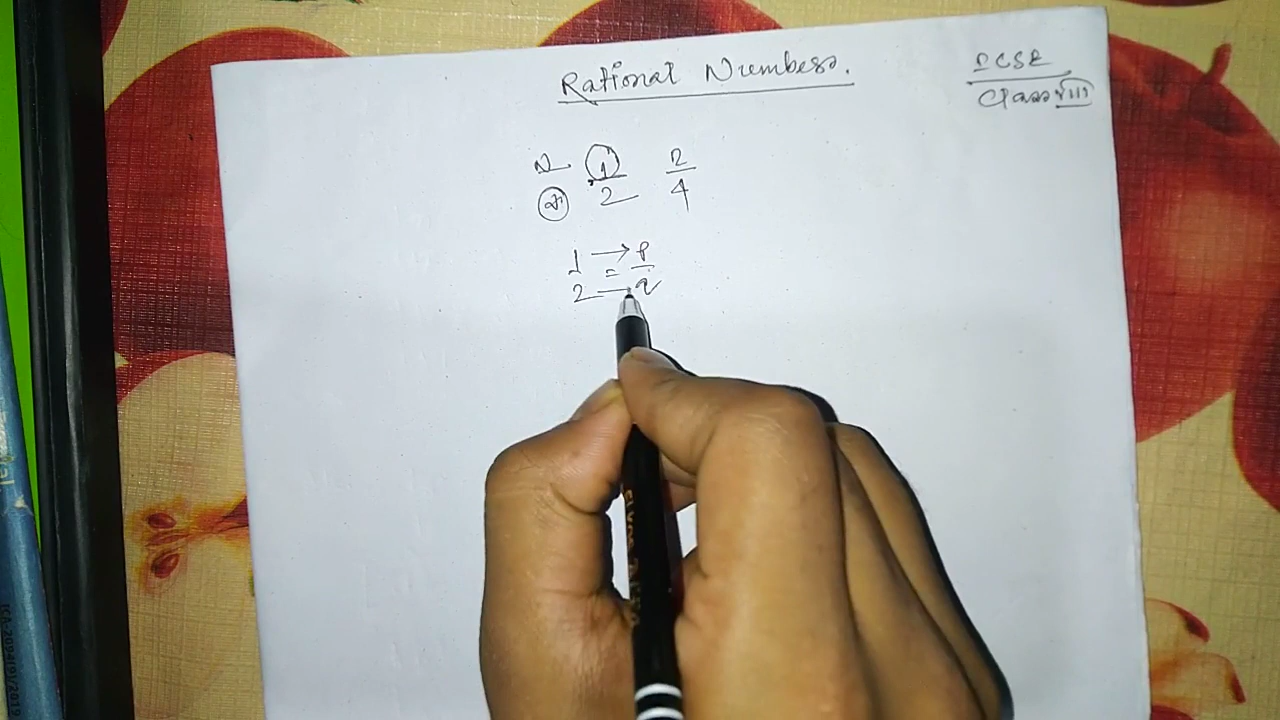 Rational Numbers.
ICSE
Class VIII
N 1 2
2 4
1 → p
=
2 → q